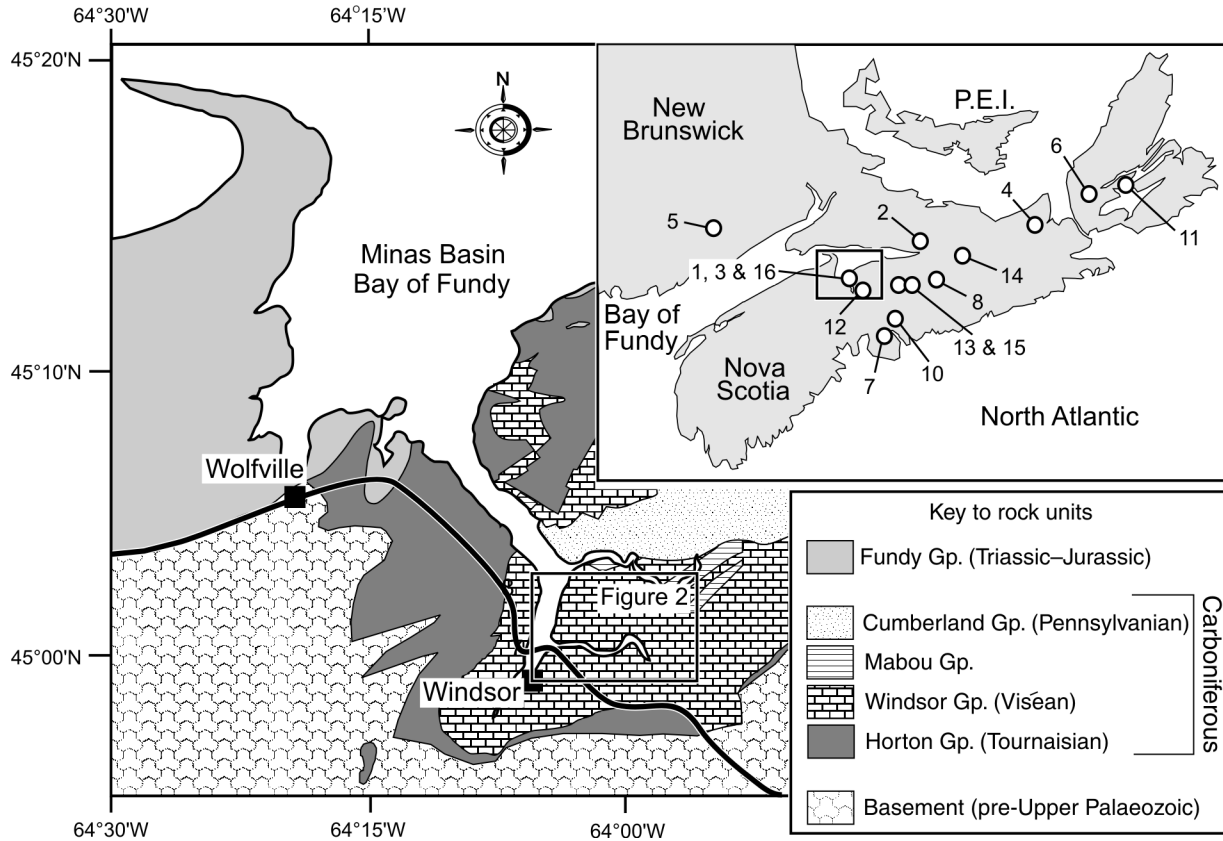 64°30'W
64°15'W
45°20'N
45°10'N
45°00'N
N
Minas Basin
Bay of Fundy
Wolfville
Windsor
Figure 2
64°30'W
64°15'W
64°00'W
New
Brunswick
P.E.I.
Bay of
Fundy
Nova
Scotia
North Atlantic
5
1, 3 & 16
12
2
4
6
11
14
8
13 & 15
10
7
Key to rock units
Fundy Gp. (Triassic–Jurassic)
Cumberland Gp. (Pennsylvanian)
Mabou Gp.
Windsor Gp. (Viséan)
Horton Gp. (Tournaisian)
Carboniferous
Basement (pre-Upper Palaeozoic)